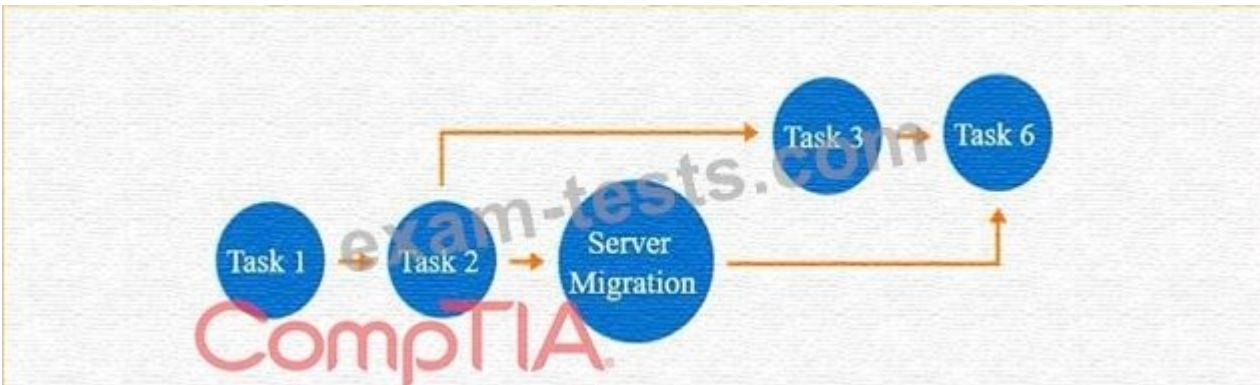 Task 1
Task 2
Server
Migration
Task 3
Task 6
exam-tests.com
CompTIA.